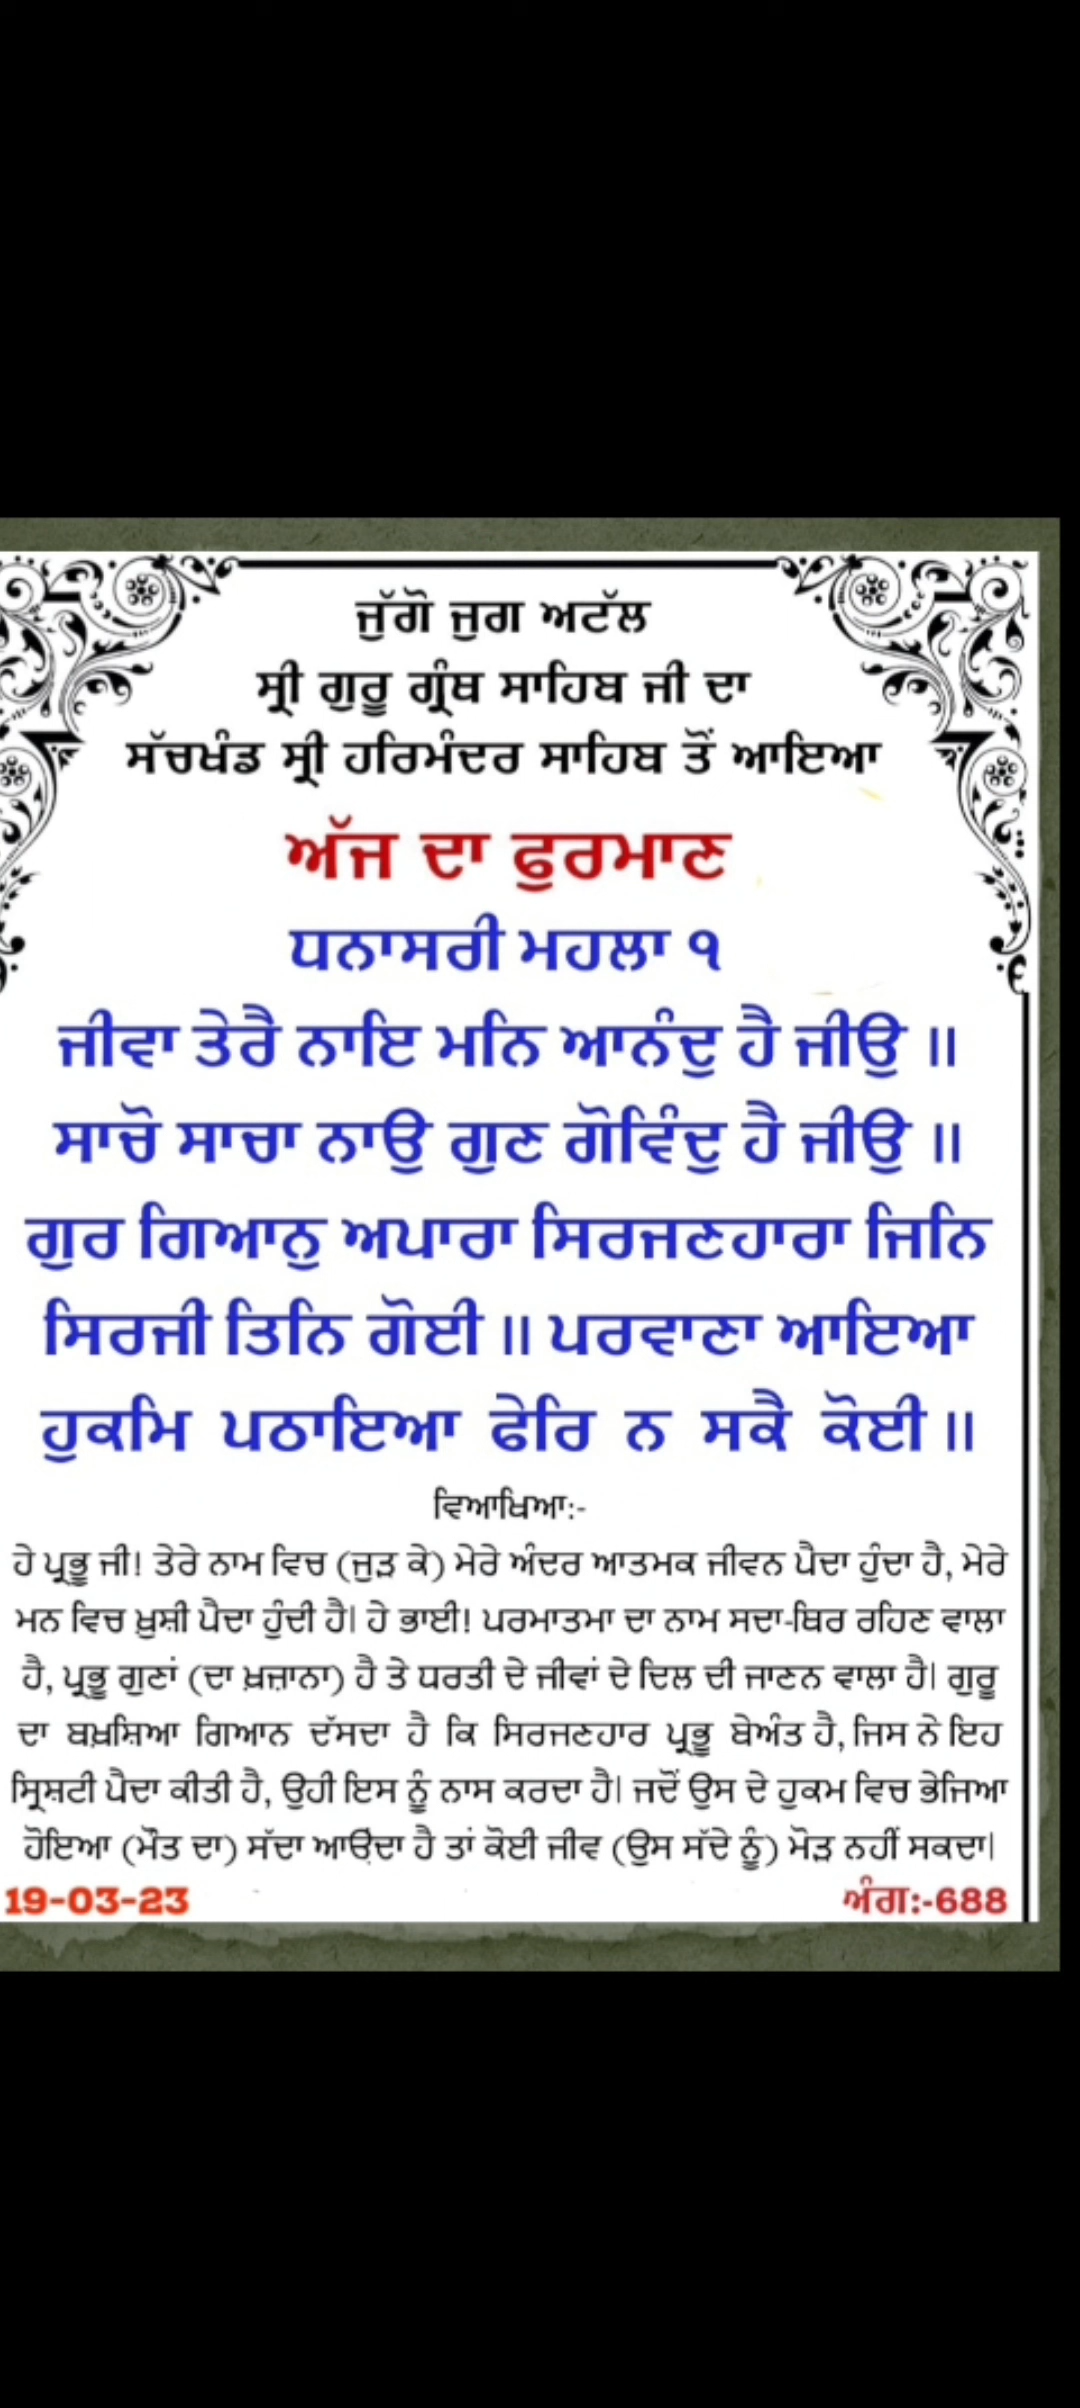 ਜੁੱਗੋ ਜੁਗ ਅਟੱਲ
ਸ੍ਰੀ ਗੁਰੂ ਗ੍ਰੰਥ ਸਾਹਿਬ ਜੀ ਦਾ
ਸੱਚਖੰਡ ਸ੍ਰੀ ਹਰਿਮੰਦਰ ਸਾਹਿਬ ਤੋਂ ਆਇਆ
ਅੱਜ ਦਾ ਫੁਰਮਾਣ
ਧਨਾਸਰੀ ਮਹਲਾ ੧
ਜੀਵਾ ਤੇਰੈ ਨਾਇ ਮਨਿ ਆਨੰਦੁ ਹੈ ਜੀਉ ॥
ਸਾਚੋ ਸਾਚਾ ਨਾਉ ਗੁਣ ਗੋਵਿੰਦੁ ਹੈ ਜੀਉ ॥
ਗੁਰ ਗਿਆਨੁ ਅਪਾਰਾ ਸਿਰਜਣਹਾਰਾ ਜਿਨਿ
ਸਿਰਜੀ ਤਿਨਿ ਗੋਈ ॥ ਪਰਵਾਣਾ ਆਇਆ
ਹੁਕਮਿ ਪਠਾਇਆ ਫੇਰਿ ਨ ਸਕੈ ਕੋਈ ॥
ਵਿਆਖਿਆ:-
ਹੇ ਪ੍ਰਭੂ ਜੀ! ਤੇਰੇ ਨਾਮ ਵਿਚ (ਜੁੜ ਕੇ) ਮੇਰੇ ਅੰਦਰ ਆਤਮਕ ਜੀਵਨ ਪੈਦਾ ਹੁੰਦਾ ਹੈ, ਮੇਰੇ
ਮਨ ਵਿਚ ਖ਼ੁਸ਼ੀ ਪੈਦਾ ਹੁੰਦੀ ਹੈ। ਹੇ ਭਾਈ! ਪਰਮਾਤਮਾ ਦਾ ਨਾਮ ਸਦਾ-ਥਿਰ ਰਹਿਣ ਵਾਲਾ
ਹੈ, ਪ੍ਰਭੂ ਗੁਣਾਂ (ਦਾ ਖ਼ਜ਼ਾਨਾ) ਹੈ ਤੇ ਧਰਤੀ ਦੇ ਜੀਵਾਂ ਦੇ ਦਿਲ ਦੀ ਜਾਣਨ ਵਾਲਾ ਹੈ। ਗੁਰੂ
ਦਾ ਬਖ਼ਸ਼ਿਆ ਗਿਆਨ ਦੱਸਦਾ ਹੈ ਕਿ ਸਿਰਜਣਹਾਰ ਪ੍ਰਭੂ ਬੇਅੰਤ ਹੈ, ਜਿਸ ਨੇ ਇਹ
ਸ੍ਰਿਸ਼ਟੀ ਪੈਦਾ ਕੀਤੀ ਹੈ, ਉਹੀ ਇਸ ਨੂੰ ਨਾਸ ਕਰਦਾ ਹੈ। ਜਦੋਂ ਉਸ ਦੇ ਹੁਕਮ ਵਿਚ ਭੇਜਿਆ
ਹੋਇਆ (ਮੌਤ ਦਾ) ਸੱਦਾ ਆਉਂਦਾ ਹੈ ਤਾਂ ਕੋਈ ਜੀਵ (ਉਸ ਸੱਦੇ ਨੂੰ) ਮੋੜ ਨਹੀਂ ਸਕਦਾ।
19-03-23 ਅੰਗ:-688